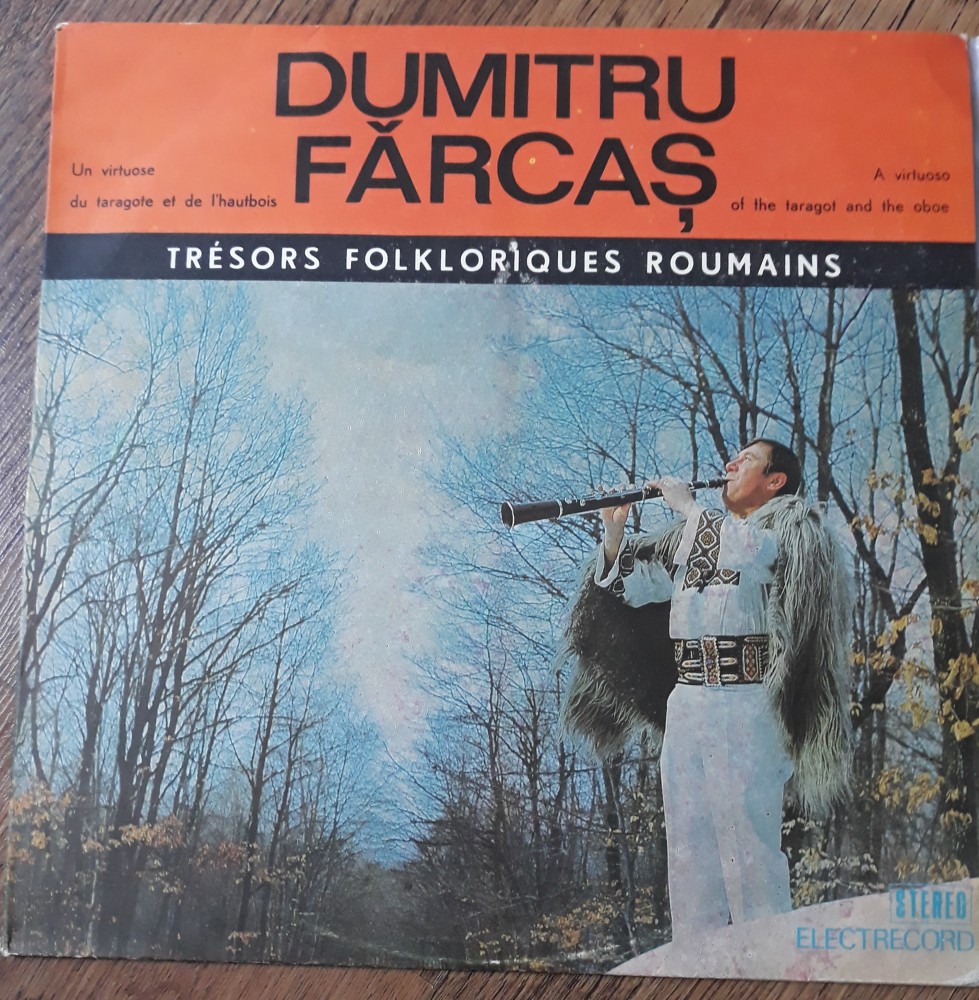 DUMITRU
FĂRCAȘ
Un virtuose
du taragote et de l'hautbois
A virtuoso
of the taragot and the oboe
TRÉSORS FOLKLORIQUES ROUMAINS
STEREO
ELECTRECORD